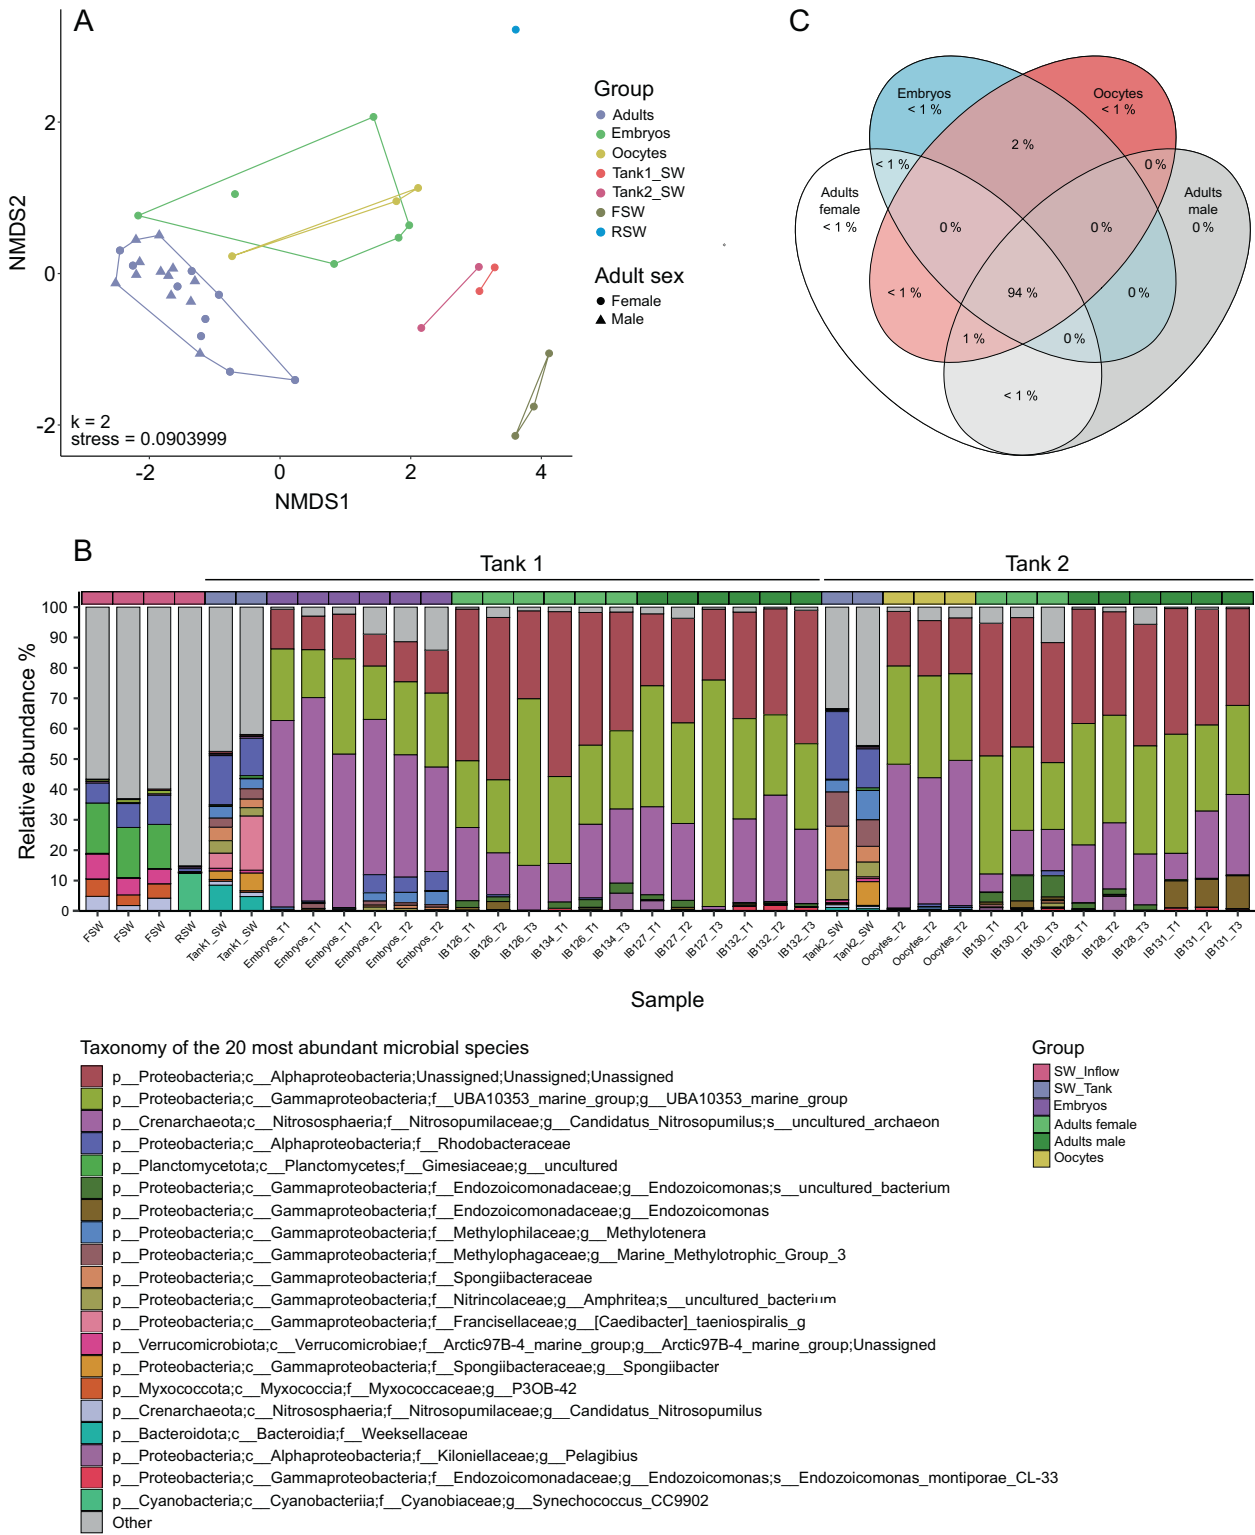 A
2
0
-2
NMDS2
k = 2
stress = 0.0903999
-2
0
2
4
NMDS1
Group
Adults
Embryos
Oocytes
Tank1_SW
Tank2_SW
FSW
RSW
Adult sex
Female
Male
C
Embryos
< 1 %
Oocytes
< 1 %
2 %
< 1 %
0 %
Adults
female
< 1 %
Adults
male
0 %
0 %
0 %
< 1 %
94 %
0 %
1 %
0 %
< 1 %
B
Tank 1
Tank 2
Relative abundance %
100
90
80
70
60
50
40
30
20
10
0
FSW
FSW
FSW
RSW
Tank1_SW
Tank1_SW
Embryos_T1
Embryos_T1
Embryos_T1
Embryos_T2
Embryos_T2
Embryos_T2
IB126_T1
IB126_T2
IB126_T3
IB134_T1
IB126_T1
IB134_T3
IB127_T1
IB127_T2
IB127_T3
IB132_T1
IB132_T2
IB132_T3
Tank2_SW
Tank2_SW
Oocytes_T2
Oocytes_T2
Oocytes_T2
IB130_T1
IB130_T2
IB130_T3
IB128_T1
IB128_T2
IB128_T3
IB131_T1
IB131_T2
IB131_T3
Sample
Taxonomy of the 20 most abundant microbial species
p__Proteobacteria;c__Alphaproteobacteria;Unassigned;Unassigned;Unassigned
p__Proteobacteria;c__Gammaproteobacteria;f__UBA10353_marine_group;g__UBA10353_marine_group
p__Crenarchaeota;c__Nitrososphaeria;f__Nitrosopumilaceae;g__Candidatus_Nitrosopumilus;s__uncultured_archaeon
p__Proteobacteria;c__Alphaproteobacteria;f__Rhodobacteraceae
p__Planctomycetota;c__Planctomycetes;f__Gimesiaceae;g__uncultured
p__Proteobacteria;c__Gammaproteobacteria;f__Endozoicomonadaceae;g__Endozoicomonas;s__uncultured_bacterium
p__Proteobacteria;c__Gammaproteobacteria;f__Endozoicomonadaceae;g__Endozoicomonas
p__Proteobacteria;c__Gammaproteobacteria;f__Methylophilaceae;g__Methylotenera
p__Proteobacteria;c__Gammaproteobacteria;f__Methylophagaceae;g__Marine_Methylotrophic_Group_3
p__Proteobacteria;c__Gammaproteobacteria;f__Spongiibacteraceae
p__Proteobacteria;c__Gammaproteobacteria;f__Nitrincolaceae;g__Amphritea;s__uncultured_bacterium
p__Proteobacteria;c__Gammaproteobacteria;f__Francisellaceae;g__[Caedibacter]_taeniospiralis_g
p__Verrucomicrobiota;c__Verrucomicrobiae;f__Arctic97B-4_marine_group;g__Arctic97B-4_marine_group;Unassigned
p__Proteobacteria;c__Gammaproteobacteria;f__Spongiibacteraceae;g__Spongiibacter
p__Myxococcota;c__Myxococcia;f__Myxococcaceae;g__P3OB-42
p__Crenarchaeota;c__Nitrososphaeria;f__Nitrosopumilaceae;g__Candidatus_Nitrosopumilus
p__Bacteroidota;c__Bacteroidia;f__Weeksellaceae
p__Proteobacteria;c__Alphaproteobacteria;f__Kiloniellaceae;g__Pelagibius
p__Proteobacteria;c__Gammaproteobacteria;f__Endozoicomonadaceae;g__Endozoicomonas;s__Endozoicomonas_montiporae_CL-33
p__Cyanobacteria;c__Cyanobacteriia;f__Cyanobiaceae;g__Synechococcus_CC9902
Other
Group
SW_Inflow
SW_Tank
Embryos
Adults female
Adults male
Oocytes